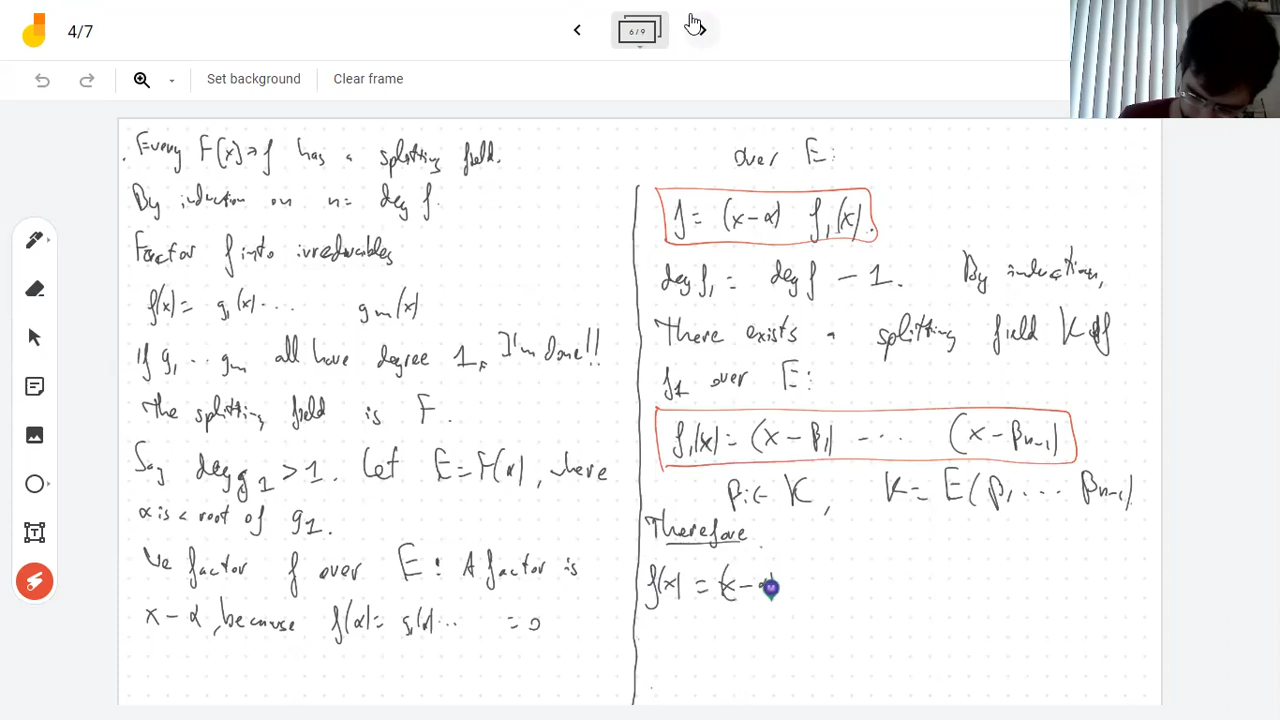 4/7
6/9
Set background
Clear frame
. Every F(x) ∋ f has a splitting field.
By induction on n = deg f.
Factor f into irreducibles
f(x) = g₁(x) ... gm(x)
If g₁ ... gm all have degree 1. I'm done!!
The splitting field is F.
Say deg g₁ > 1. Let E = F(α), where
α is a root of g₁.
We factor f over E: A factor is
x - α, because f(α) = g₁(α) ... = 0
over E:
f = (x-α) f₁(x).
deg f₁ = deg f - 1. By induction,
There exists a splitting field K of
f₁ over E:
f₁(x) = (x - β₁) ... (x - βn-1)
βi ∈ K, K = E(β₁ ... βn-1)
Therefore
f(x) = (x - α)